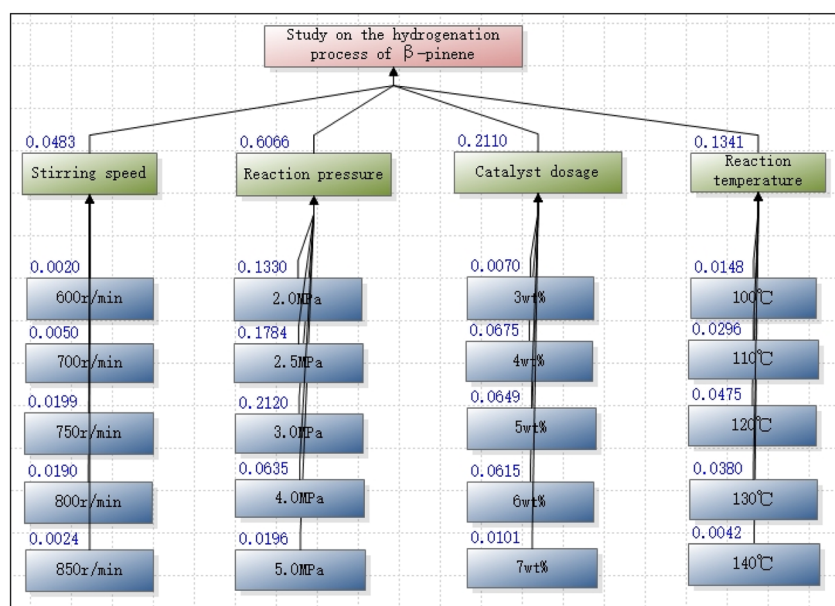 Study on the hydrogenation
process of β-pinene
0.0483
0.6066
0.2110
0.1341
Stirring speed
Reaction pressure
Catalyst dosage
Reaction
temperature
0.0020
0.1330
0.0070
0.0148
600r/min
2.0MPa
3wt%
100℃
0.0050
0.1784
0.0675
0.0296
700r/min
2.5MPa
4wt%
110℃
0.0199
0.2120
0.0649
0.0475
750r/min
3.0MPa
5wt%
120℃
0.0190
0.0635
0.0615
0.0380
800r/min
4.0MPa
6wt%
130℃
0.0024
0.0196
0.0101
0.0042
850r/min
5.0MPa
7wt%
140℃